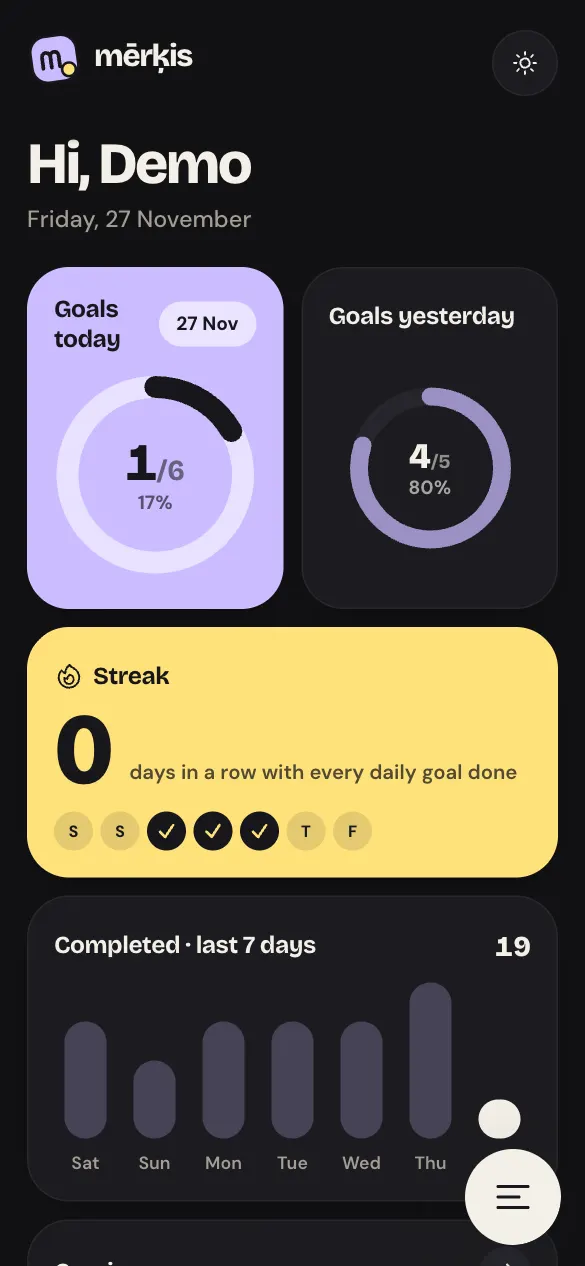 m
mērķis
Hi, Demo
Friday, 27 November
Goals today
27 Nov
1/6
17%
Goals yesterday
4/5
80%
Streak
0 days in a row with every daily goal done
S S T F
Completed · last 7 days
19
Sat Sun Mon Tue Wed Thu